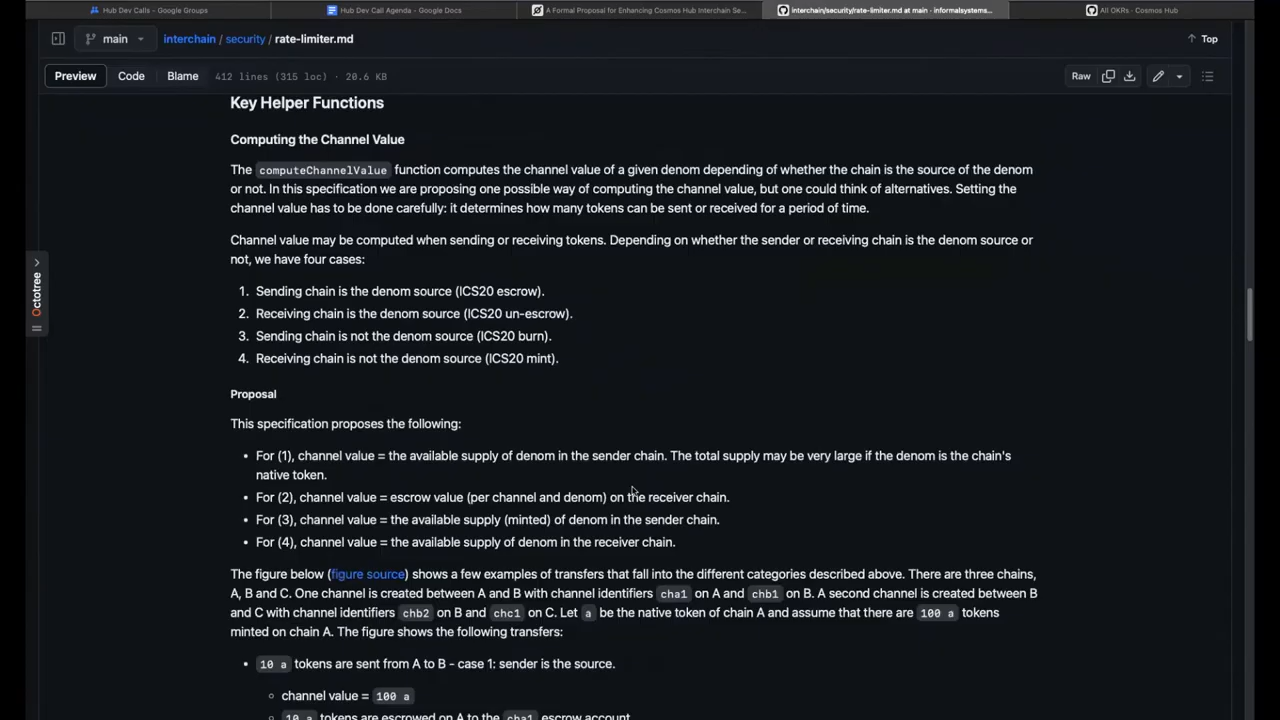 Hub Dev Calls - Google Groups
Hub Dev Call Agenda - Google Docs
A Formal Proposal for Enhancing Cosmos Hub Interchain Se...
interchain/security/rate-limiter.md at main · informalsystems...
All OKRs · Cosmos Hub
main
interchain / security / rate-limiter.md
Top
Preview
Code
Blame
412 lines (315 loc) · 20.6 KB
Raw
Octotree
Key Helper Functions
Computing the Channel Value
The computeChannelValue function computes the channel value of a given denom depending of whether the chain is the source of the denom
or not. In this specification we are proposing one possible way of computing the channel value, but one could think of alternatives. Setting the
channel value has to be done carefully: it determines how many tokens can be sent or received for a period of time.
Channel value may be computed when sending or receiving tokens. Depending on whether the sender or receiving chain is the denom source or
not, we have four cases:
1. Sending chain is the denom source (ICS20 escrow).
2. Receiving chain is the denom source (ICS20 un-escrow).
3. Sending chain is not the denom source (ICS20 burn).
4. Receiving chain is not the denom source (ICS20 mint).
Proposal
This specification proposes the following:
• For (1), channel value = the available supply of denom in the sender chain. The total supply may be very large if the denom is the chain's
native token.
• For (2), channel value = escrow value (per channel and denom) on the receiver chain.
• For (3), channel value = the available supply (minted) of denom in the sender chain.
• For (4), channel value = the available supply of denom in the receiver chain.
The figure below (figure source) shows a few examples of transfers that fall into the different categories described above. There are three chains,
A, B and C. One channel is created between A and B with channel identifiers cha1 on A and chb1 on B. A second channel is created between B
and C with channel identifiers chb2 on B and chc1 on C. Let a be the native token of chain A and assume that there are 100 a tokens
minted on chain A. The figure shows the following transfers:
• 10 a tokens are sent from A to B - case 1: sender is the source.
◦ channel value = 100 a
◦ 10 a tokens are escrowed on A to the cha1 escrow account.